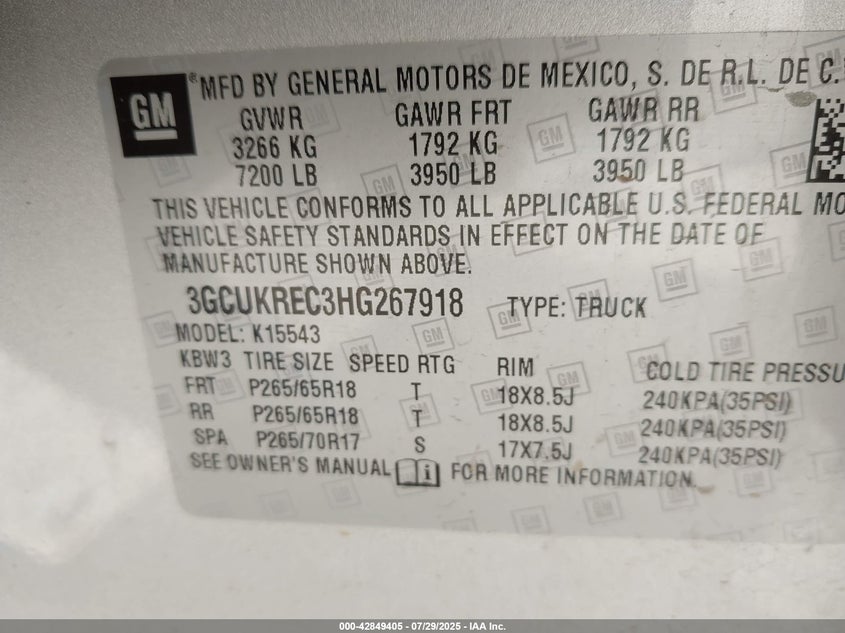 GM
® MFD BY GENERAL MOTORS DE MEXICO, S. DE R.L. DE C.
GVWR GAWR FRT GAWR RR
3266 KG 1792 KG 1792 KG
7200 LB 3950 LB 3950 LB
THIS VEHICLE CONFORMS TO ALL APPLICABLE U.S. FEDERAL MO
VEHICLE SAFETY STANDARDS IN EFFECT ON THE DATE OF
MANUFACTURE SHOWN ABOVE.
3GCUKREC3HG267918 TYPE: TRUCK
MODEL: K15543
KBW3 TIRE SIZE SPEED RTG RIM COLD TIRE PRESSU
FRT P265/65R18 T 18X8.5J 240KPA(35PSI)
RR P265/65R18 T 18X8.5J 240KPA(35PSI)
SPA P265/70R17 S 17X7.5J 240KPA(35PSI)
SEE OWNER'S MANUAL i FOR MORE INFORMATION.
000-42849405 - 07/29/2025 - IAA Inc.